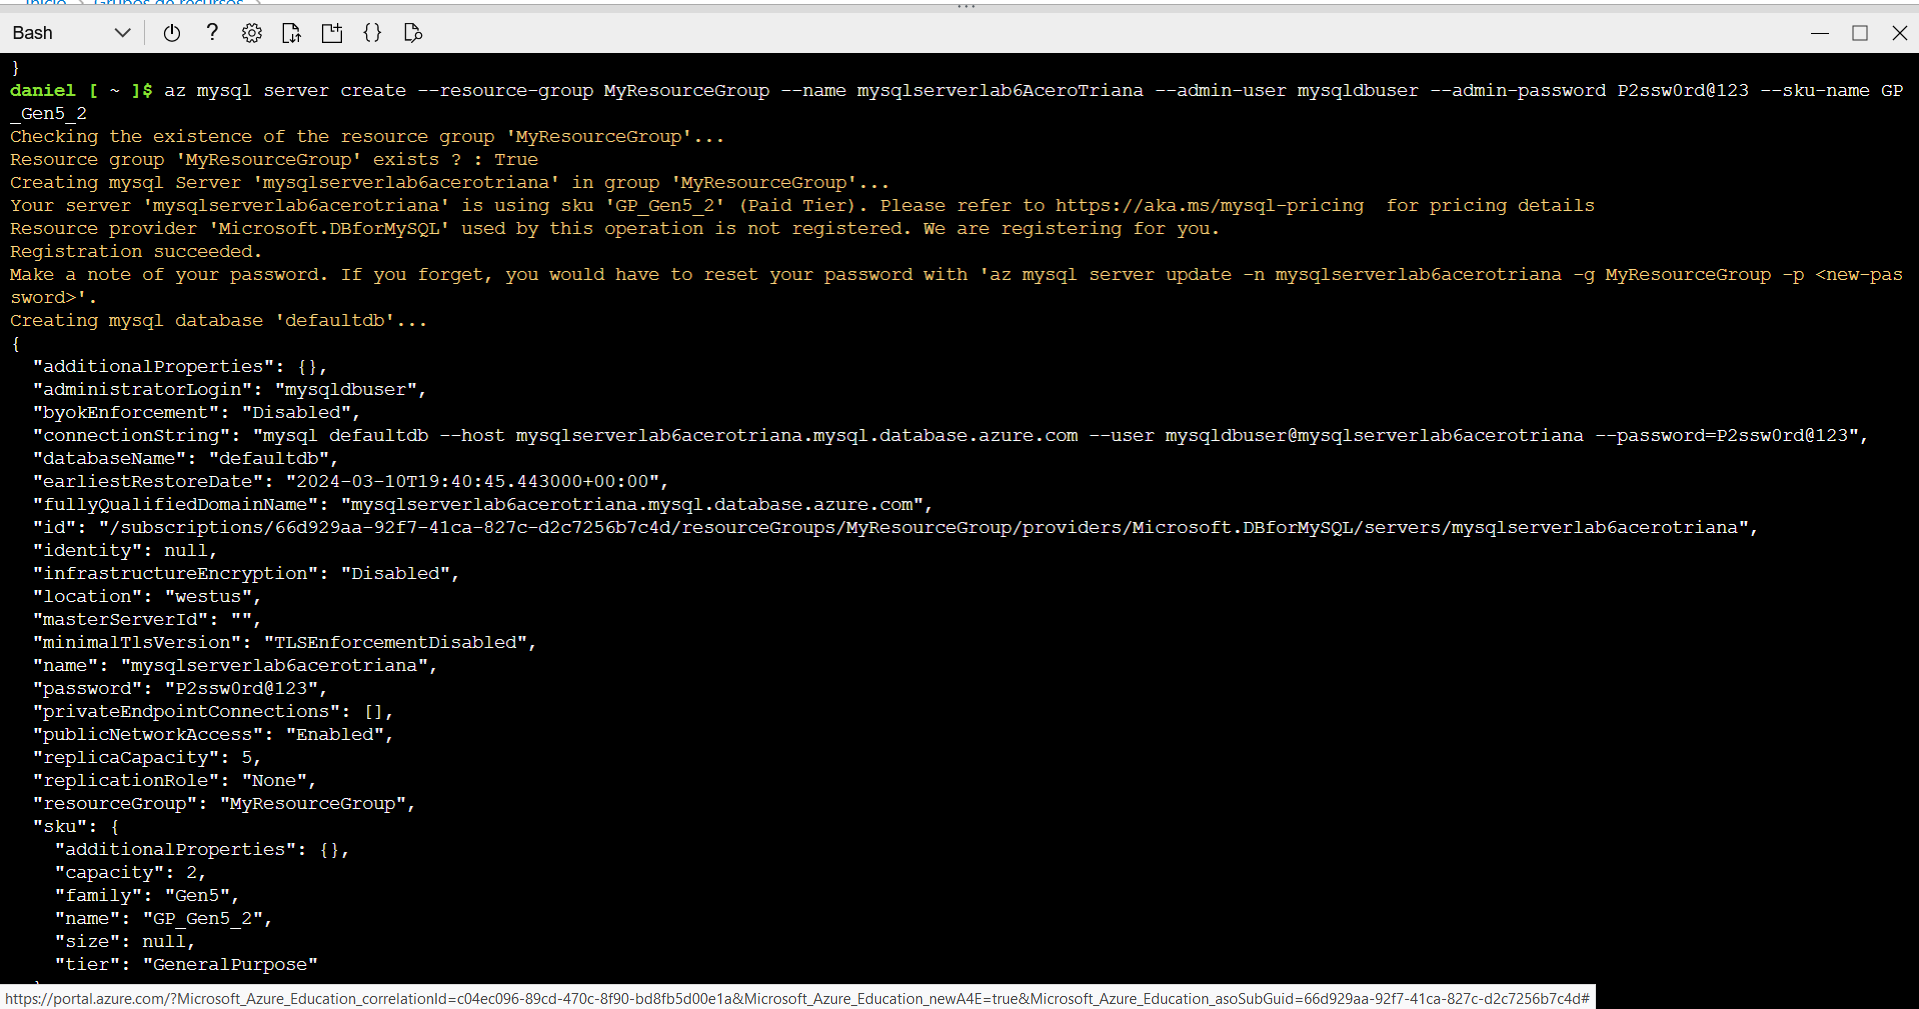 Inicio > Grupos de recursos >
Bash
}
daniel [ ~ ]$ az mysql server create --resource-group MyResourceGroup --name mysqlserverlab6AceroTriana --admin-user mysqldbuser --admin-password P2ssw0rd@123 --sku-name GP
_Gen5_2
Checking the existence of the resource group 'MyResourceGroup'...
Resource group 'MyResourceGroup' exists ? : True
Creating mysql Server 'mysqlserverlab6acerotriana' in group 'MyResourceGroup'...
Your server 'mysqlserverlab6acerotriana' is using sku 'GP_Gen5_2' (Paid Tier). Please refer to https://aka.ms/mysql-pricing  for pricing details
Resource provider 'Microsoft.DBforMySQL' used by this operation is not registered. We are registering for you.
Registration succeeded.
Make a note of your password. If you forget, you would have to reset your password with 'az mysql server update -n mysqlserverlab6acerotriana -g MyResourceGroup -p <new-pas
sword>'.
Creating mysql database 'defaultdb'...
{
  "additionalProperties": {},
  "administratorLogin": "mysqldbuser",
  "byokEnforcement": "Disabled",
  "connectionString": "mysql defaultdb --host mysqlserverlab6acerotriana.mysql.database.azure.com --user mysqldbuser@mysqlserverlab6acerotriana --password=P2ssw0rd@123",
  "databaseName": "defaultdb",
  "earliestRestoreDate": "2024-03-10T19:40:45.443000+00:00",
  "fullyQualifiedDomainName": "mysqlserverlab6acerotriana.mysql.database.azure.com",
  "id": "/subscriptions/66d929aa-92f7-41ca-827c-d2c7256b7c4d/resourceGroups/MyResourceGroup/providers/Microsoft.DBforMySQL/servers/mysqlserverlab6acerotriana",
  "identity": null,
  "infrastructureEncryption": "Disabled",
  "location": "westus",
  "masterServerId": "",
  "minimalTlsVersion": "TLSEnforcementDisabled",
  "name": "mysqlserverlab6acerotriana",
  "password": "P2ssw0rd@123",
  "privateEndpointConnections": [],
  "publicNetworkAccess": "Enabled",
  "replicaCapacity": 5,
  "replicationRole": "None",
  "resourceGroup": "MyResourceGroup",
  "sku": {
    "additionalProperties": {},
    "capacity": 2,
    "family": "Gen5",
    "name": "GP_Gen5_2",
    "size": null,
    "tier": "GeneralPurpose"
https://portal.azure.com/?Microsoft_Azure_Education_correlationId=c04ec096-89cd-470c-8f90-bd8fb5d00e1a&Microsoft_Azure_Education_newA4E=true&Microsoft_Azure_Education_asoSubGuid=66d929aa-92f7-41ca-827c-d2c7256b7c4d#